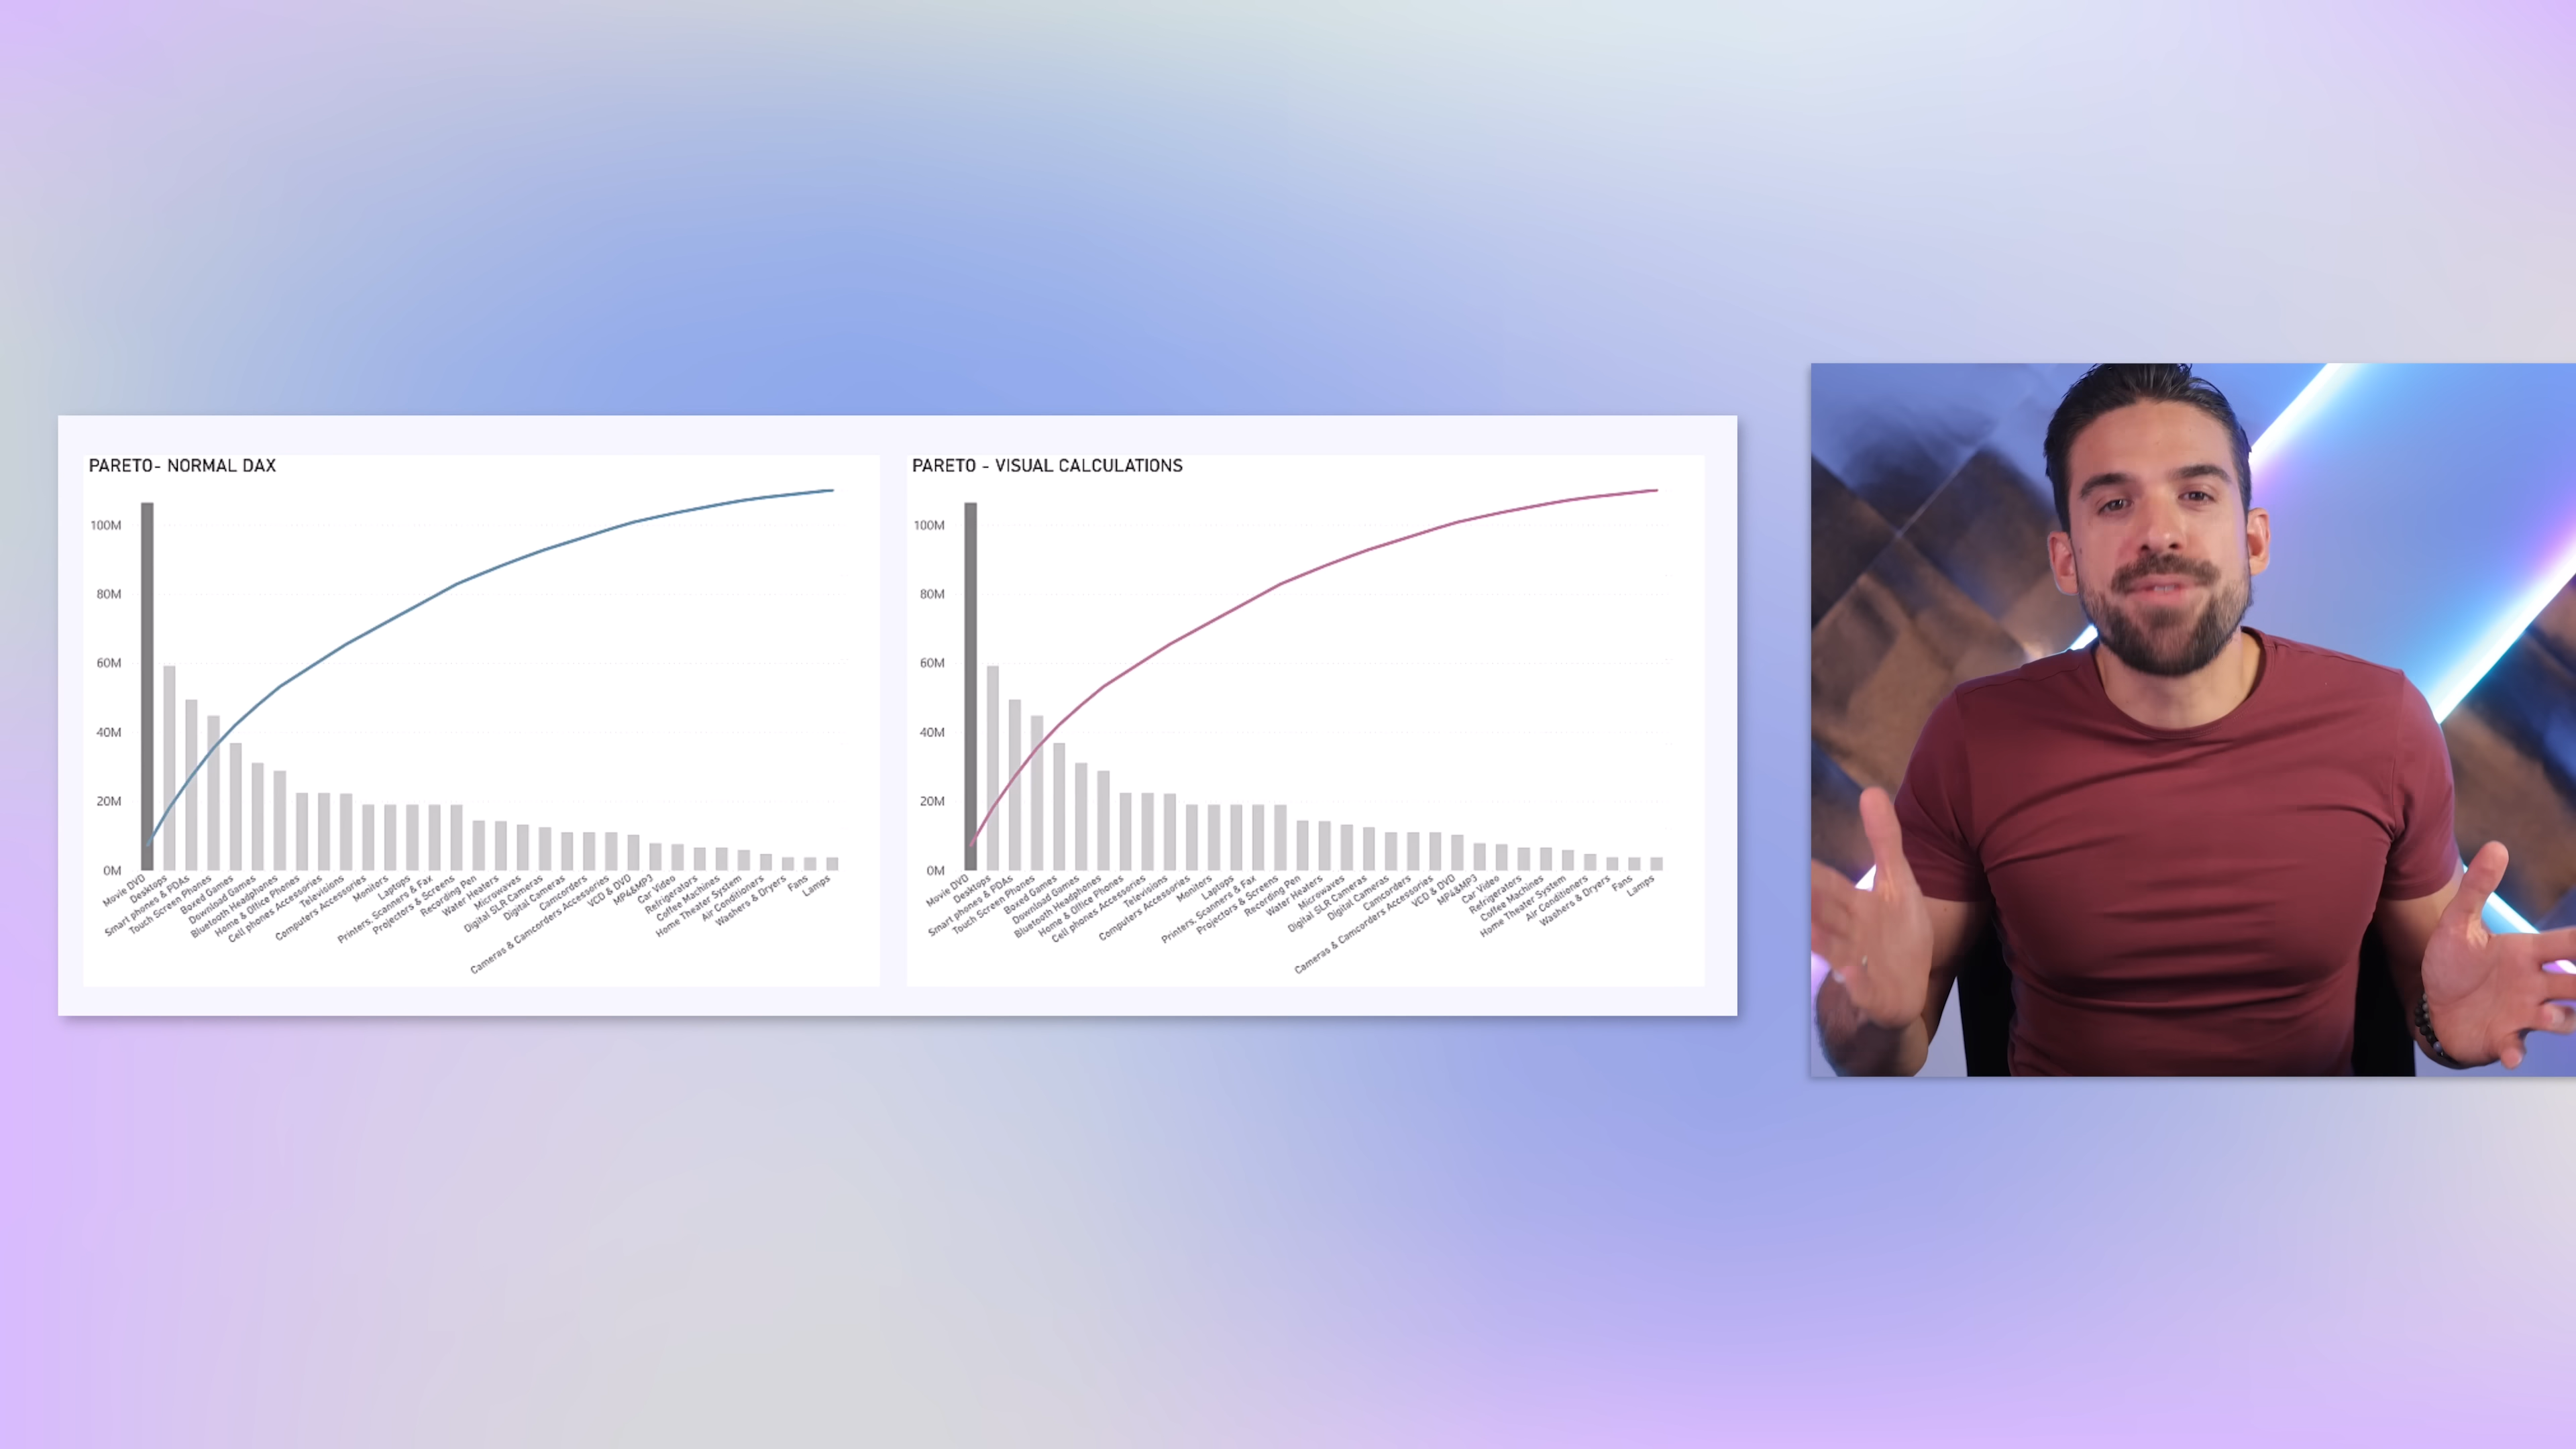 PARETO- NORMAL DAX
100M
80M
60M
40M
20M
0M
Movie DVD
Desktops
Smart phones & PDAs
Touch Screen Phones
Boxed Games
Download Games
Bluetooth Headphones
Home & Office Phones
Cell phones Accessories
Televisions
Computers Accessories
Monitors
Laptops
Printers, Scanners & Fax
Projectors & Screens
Recording Pen
Water Heaters
Microwaves
Digital SLR Cameras
Digital Cameras
Camcorders
Cameras & Camcorders Accessories
VCD & DVD
MP4&MP3
Car Video
Refrigerators
Coffee Machines
Home Theater System
Air Conditioners
Washers & Dryers
Fans
Lamps
PARETO - VISUAL CALCULATIONS
100M
80M
60M
40M
20M
0M
Movie DVD
Desktops
Smart phones & PDAs
Touch Screen Phones
Boxed Games
Download Games
Bluetooth Headphones
Home & Office Phones
Cell phones Accessories
Televisions
Computers Accessories
Monitors
Laptops
Printers, Scanners & Fax
Projectors & Screens
Recording Pen
Water Heaters
Microwaves
Digital SLR Cameras
Digital Cameras
Camcorders
Cameras & Camcorders Accessories
VCD & DVD
MP4&MP3
Car Video
Refrigerators
Coffee Machines
Home Theater System
Air Conditioners
Washers & Dryers
Fans
Lamps